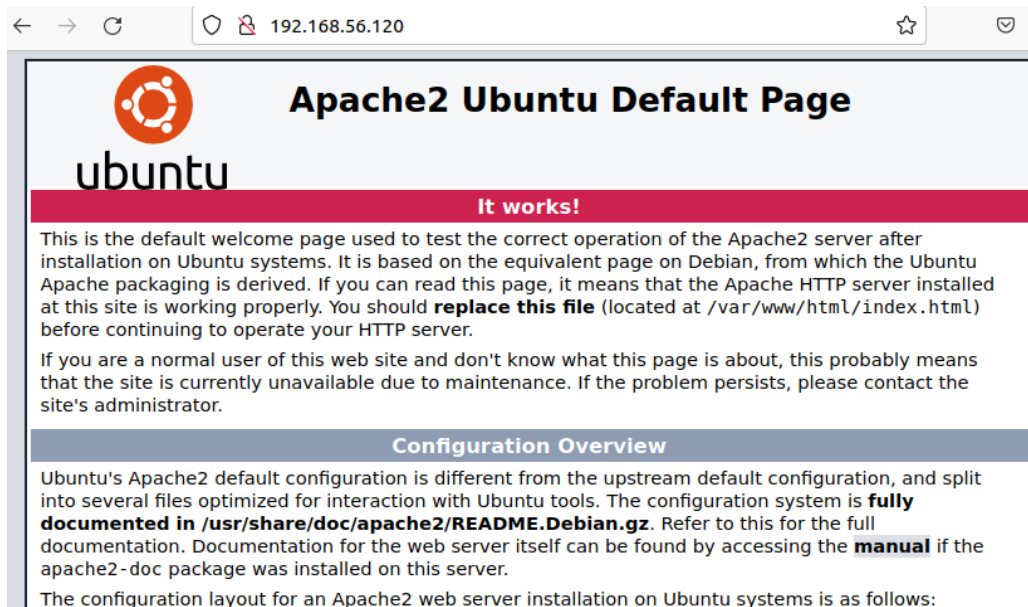 192.168.56.120
Apache2 Ubuntu Default Page
ubuntu
It works!
This is the default welcome page used to test the correct operation of the Apache2 server after
installation on Ubuntu systems. It is based on the equivalent page on Debian, from which the Ubuntu
Apache packaging is derived. If you can read this page, it means that the Apache HTTP server installed
at this site is working properly. You should replace this file (located at /var/www/html/index.html)
before continuing to operate your HTTP server.
If you are a normal user of this web site and don't know what this page is about, this probably means
that the site is currently unavailable due to maintenance. If the problem persists, please contact the
site's administrator.
Configuration Overview
Ubuntu's Apache2 default configuration is different from the upstream default configuration, and split
into several files optimized for interaction with Ubuntu tools. The configuration system is fully
documented in /usr/share/doc/apache2/README.Debian.gz. Refer to this for the full
documentation. Documentation for the web server itself can be found by accessing the manual if the
apache2-doc package was installed on this server.
The configuration layout for an Apache2 web server installation on Ubuntu systems is as follows: